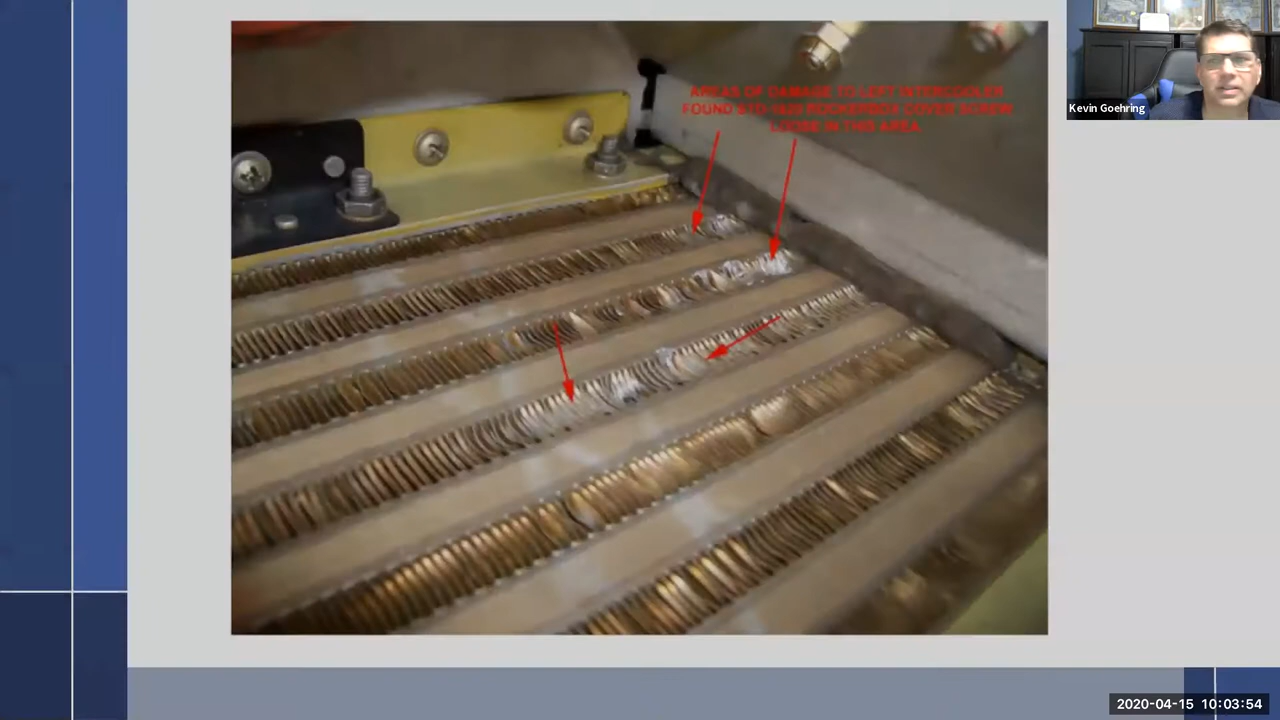 AREAS OF DAMAGE TO LEFT INTERCOOLER
FOUND STD-1629 ROCKERBOX COVER SCREW
LOOSE IN THIS AREA
Kevin Goehring
2020-04-15 10:03:54